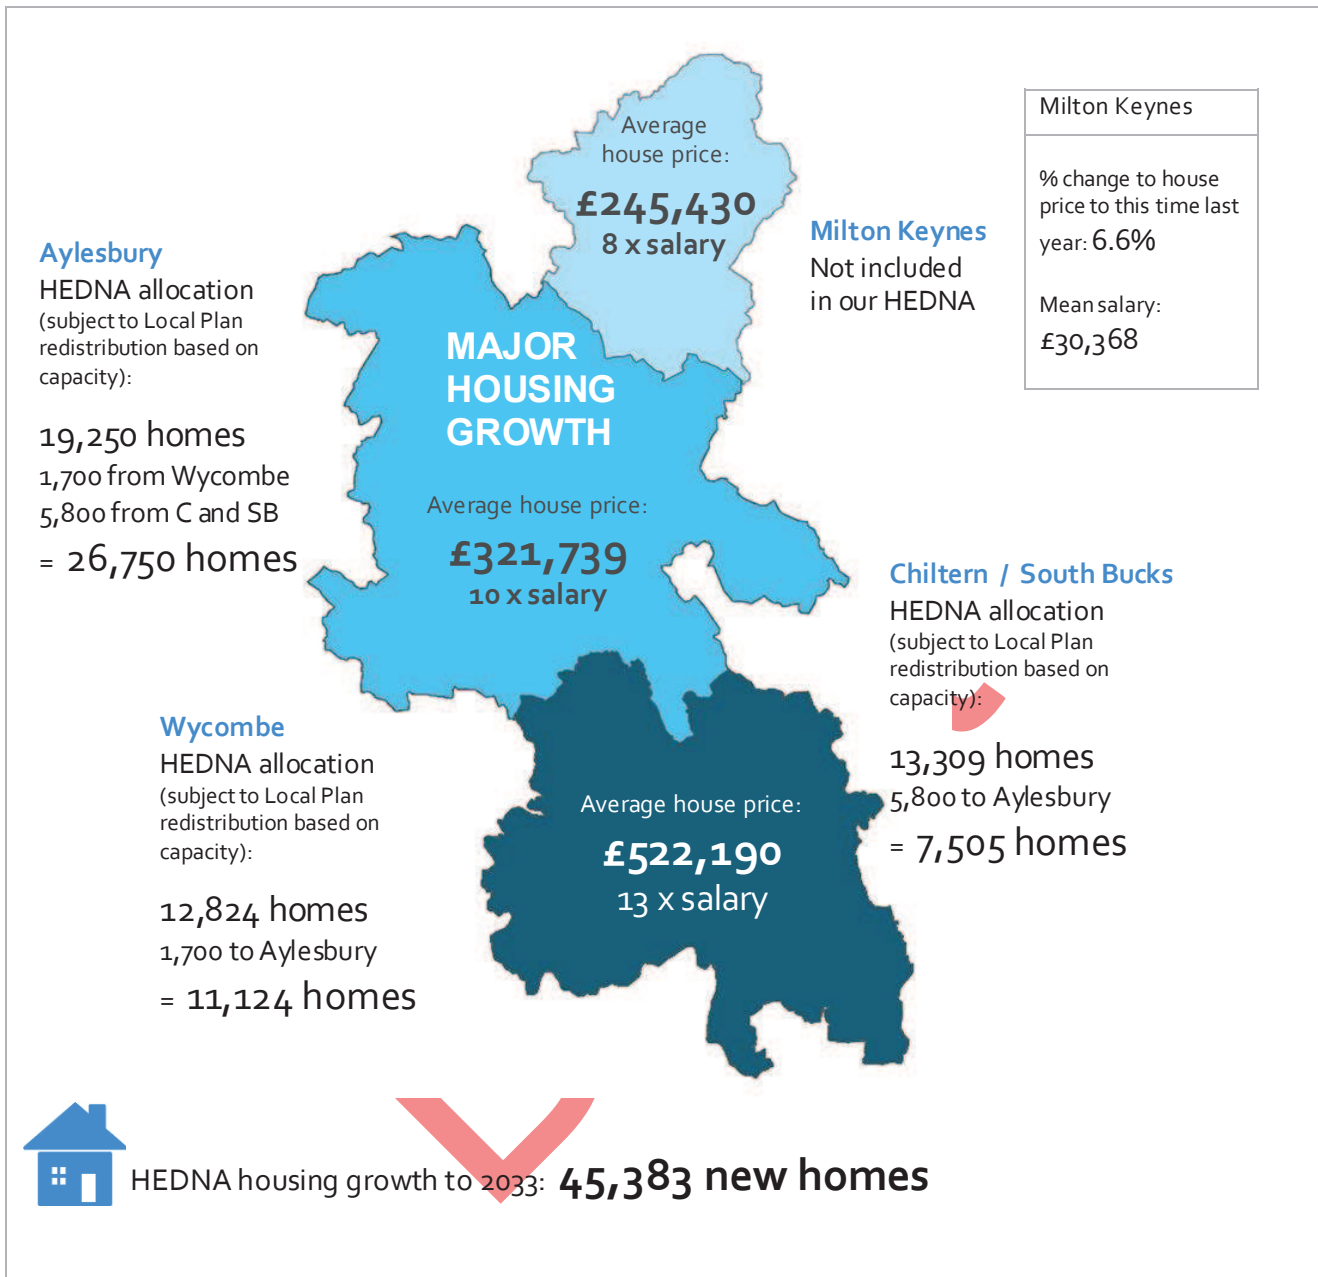 Average
house price:
£245,430
8 x salary
Milton Keynes
% change to house
price to this time last
year: 6.6%
Mean salary:
£30,368
Milton Keynes
Not included
in our HEDNA
Aylesbury
HEDNA allocation
(subject to Local Plan
redistribution based on
capacity):
19,250 homes
1,700 from Wycombe
5,800 from C and SB
= 26,750 homes
MAJOR
HOUSING
GROWTH
Average house price:
£321,739
10 x salary
Chiltern / South Bucks
HEDNA allocation
(subject to Local Plan
redistribution based on
capacity):
13,309 homes
5,800 to Aylesbury
= 7,505 homes
Wycombe
HEDNA allocation
(subject to Local Plan
redistribution based on
capacity):
12,824 homes
1,700 to Aylesbury
= 11,124 homes
Average house price:
£522,190
13 x salary
HEDNA housing growth to 2033: 45,383 new homes